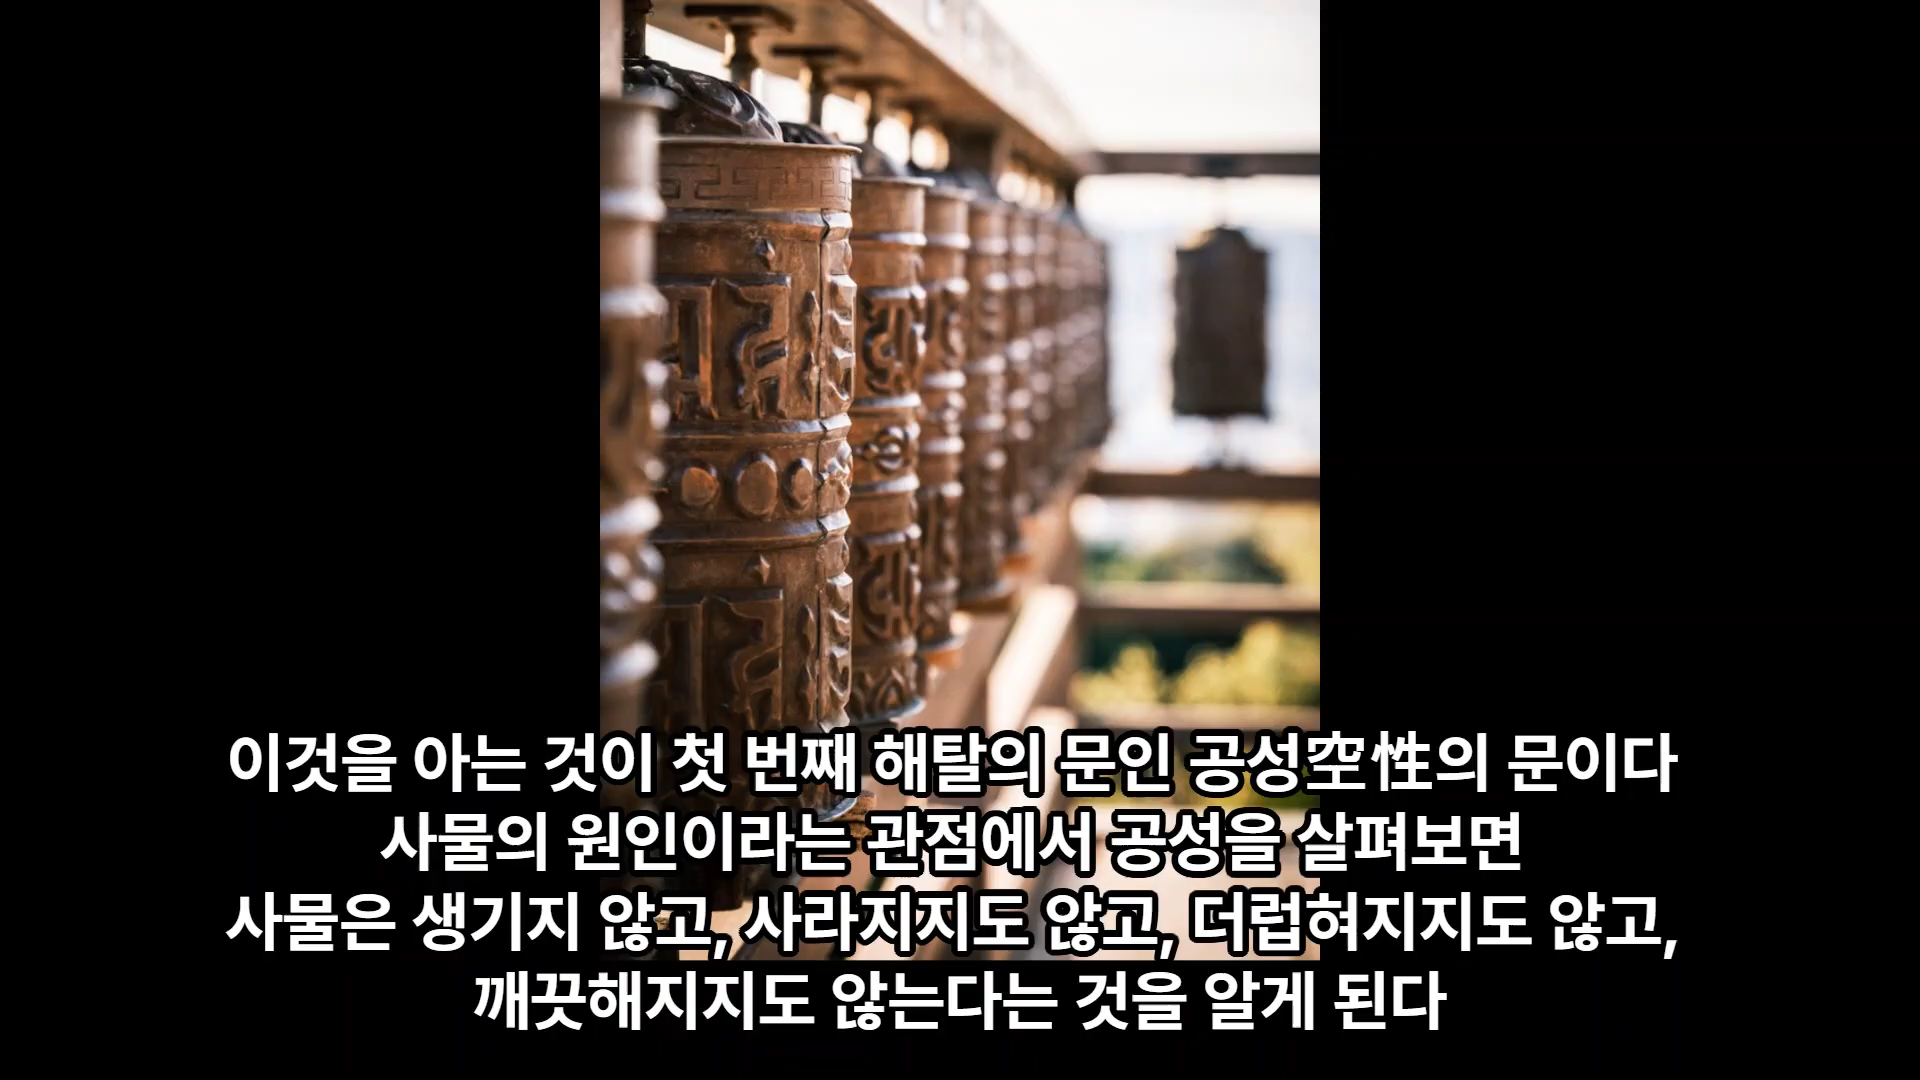 이것을 아는 것이 첫 번째 해탈의 문인 공성空性의 문이다
사물의 원인이라는 관점에서 공성을 살펴보면
사물은 생기지 않고, 사라지지도 않고, 더럽혀지지도 않고,
깨끗해지지도 않는다는 것을 알게 된다